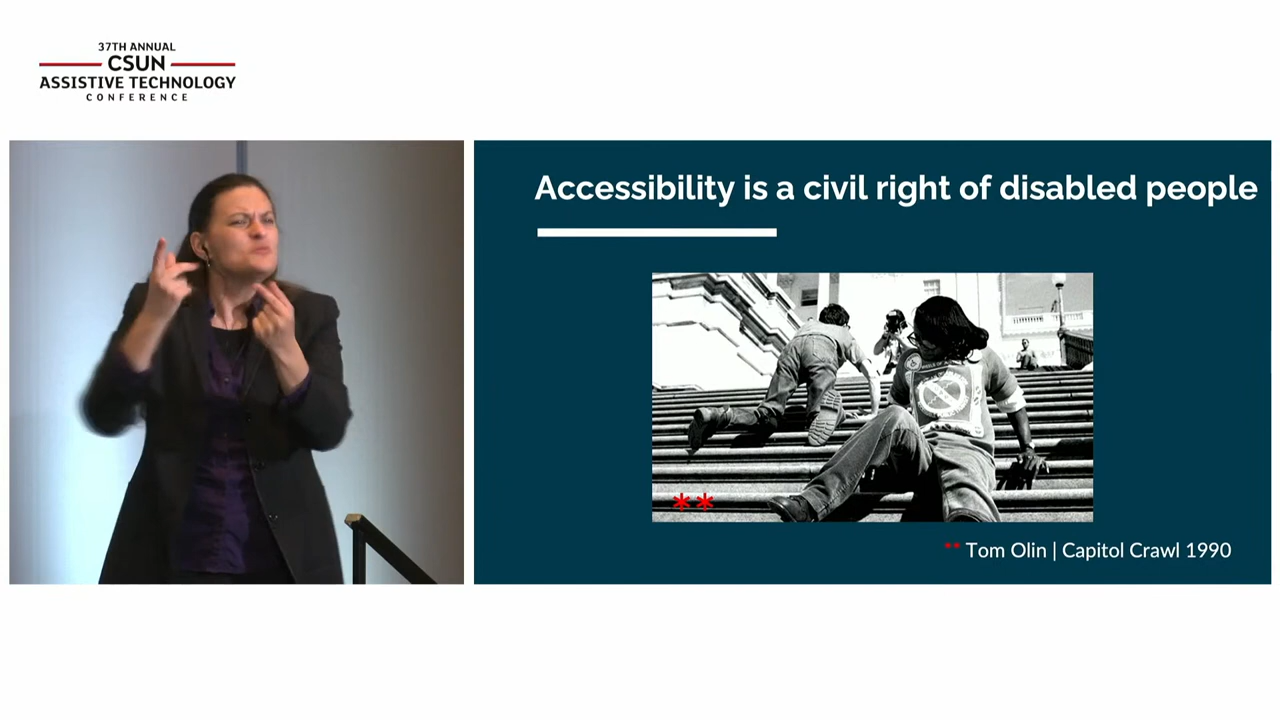 37TH ANNUAL
CSUN
ASSISTIVE TECHNOLOGY
CONFERENCE
Accessibility is a civil right of disabled people
**
** Tom Olin | Capitol Crawl 1990